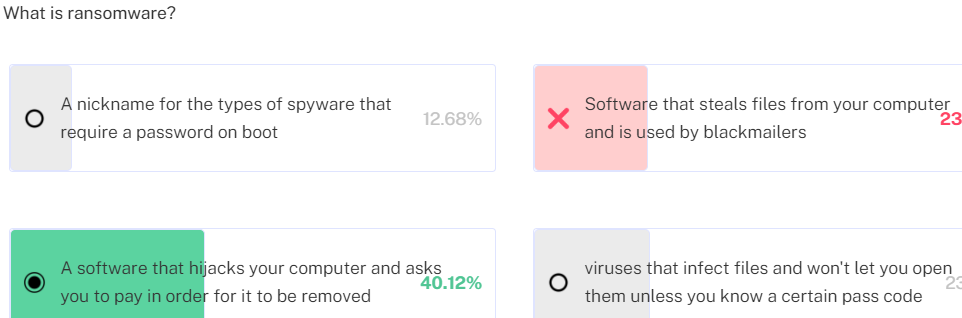 What is ransomware?
A nickname for the types of spyware that
require a password on boot
12.68%
Software that steals files from your computer
and is used by blackmailers
23
A software that hijacks your computer and asks
you to pay in order for it to be removed
40.12%
viruses that infect files and won't let you open
them unless you know a certain pass code
23